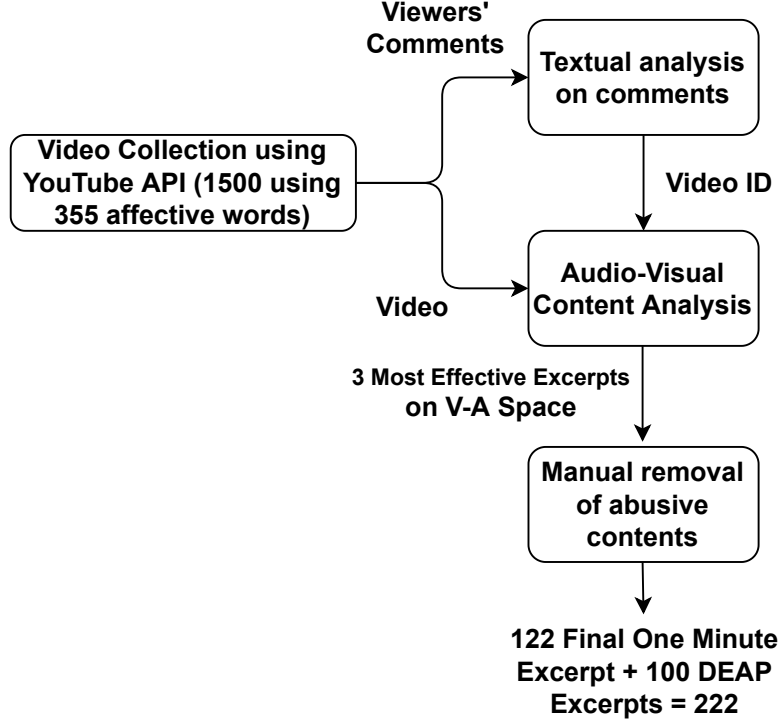 Viewers'
Comments
Textual analysis
on comments
Video Collection using
YouTube API (1500 using
355 affective words)
Video ID
Audio-Visual
Content Analysis
Video
3 Most Effective Excerpts
on V-A Space
Manual removal
of abusive
contents
122 Final One Minute
Excerpt + 100 DEAP
Excerpts = 222